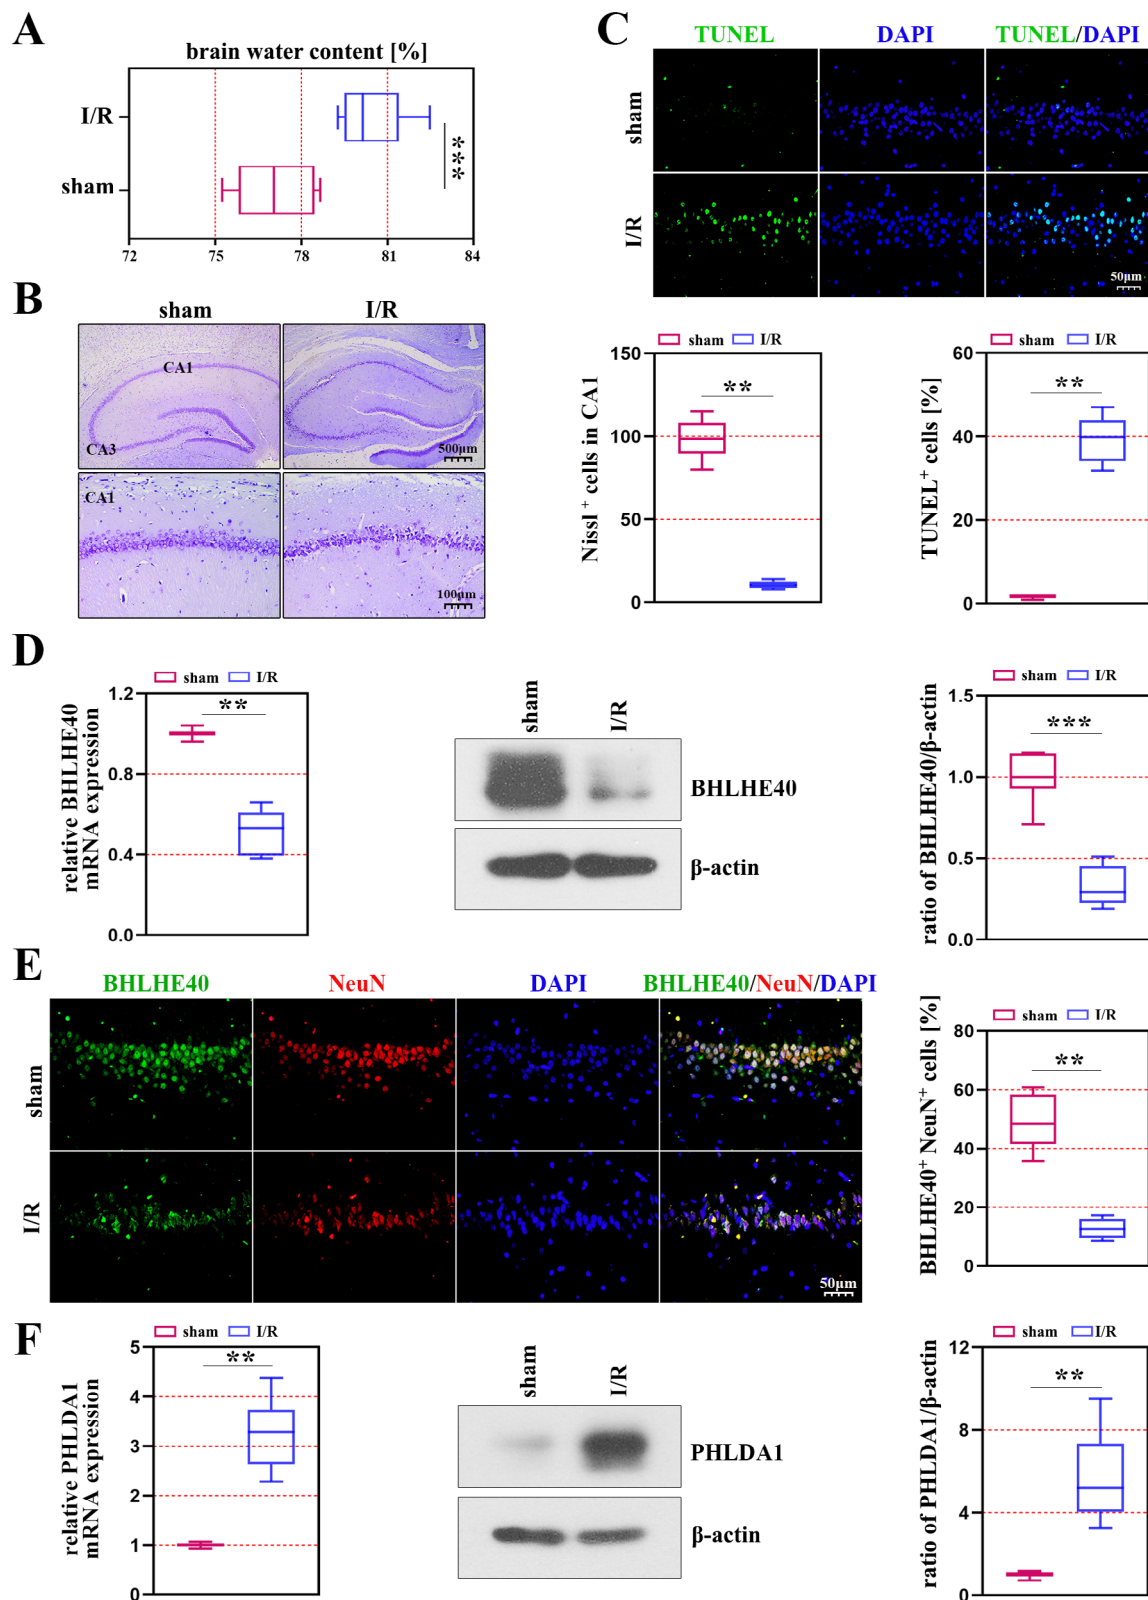 A
brain water content [%]
I/R
sham
***
72 75 78 81 84
B
sham I/R
CA1
CA3
500μm
CA1
100μm
C
TUNEL DAPI TUNEL/DAPI
sham
I/R
50μm
sham I/R
Nissl + cells in CA1
150
100
50
0
**
sham I/R
TUNEL+ cells [%]
60
40
20
0
**
D
sham I/R
relative BHLHE40
mRNA expression
1.2
0.8
0.4
0.0
**
sham I/R
BHLHE40
β-actin
sham I/R
ratio of BHLHE40/β-actin
1.5
1.0
0.5
0.0
***
E
BHLHE40 NeuN DAPI BHLHE40/NeuN/DAPI
sham
I/R
50μm
sham I/R
BHLHE40+ NeuN+ cells [%]
80
60
40
20
0
**
F
sham I/R
relative PHLDA1
mRNA expression
5
4
3
2
1
0
**
sham I/R
PHLDA1
β-actin
sham I/R
ratio of PHLDA1/β-actin
12
8
4
0
**